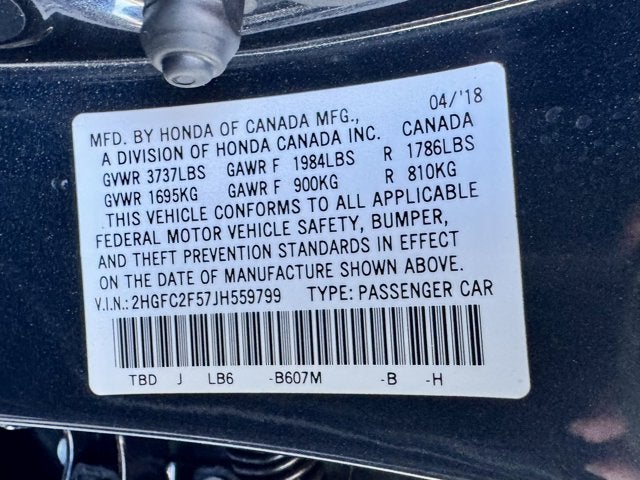 MFD. BY HONDA OF CANADA MFG., 04/'18
A DIVISION OF HONDA CANADA INC. CANADA
GVWR 3737LBS GAWR F 1984LBS R 1786LBS
GVWR 1695KG GAWR F 900KG R 810KG
THIS VEHICLE CONFORMS TO ALL APPLICABLE
FEDERAL MOTOR VEHICLE SAFETY, BUMPER,
AND THEFT PREVENTION STANDARDS IN EFFECT
ON THE DATE OF MANUFACTURE SHOWN ABOVE.
V.I.N.: 2HGFC2F57JH559799 TYPE: PASSENGER CAR
TBD J LB6 -B607M -B -H